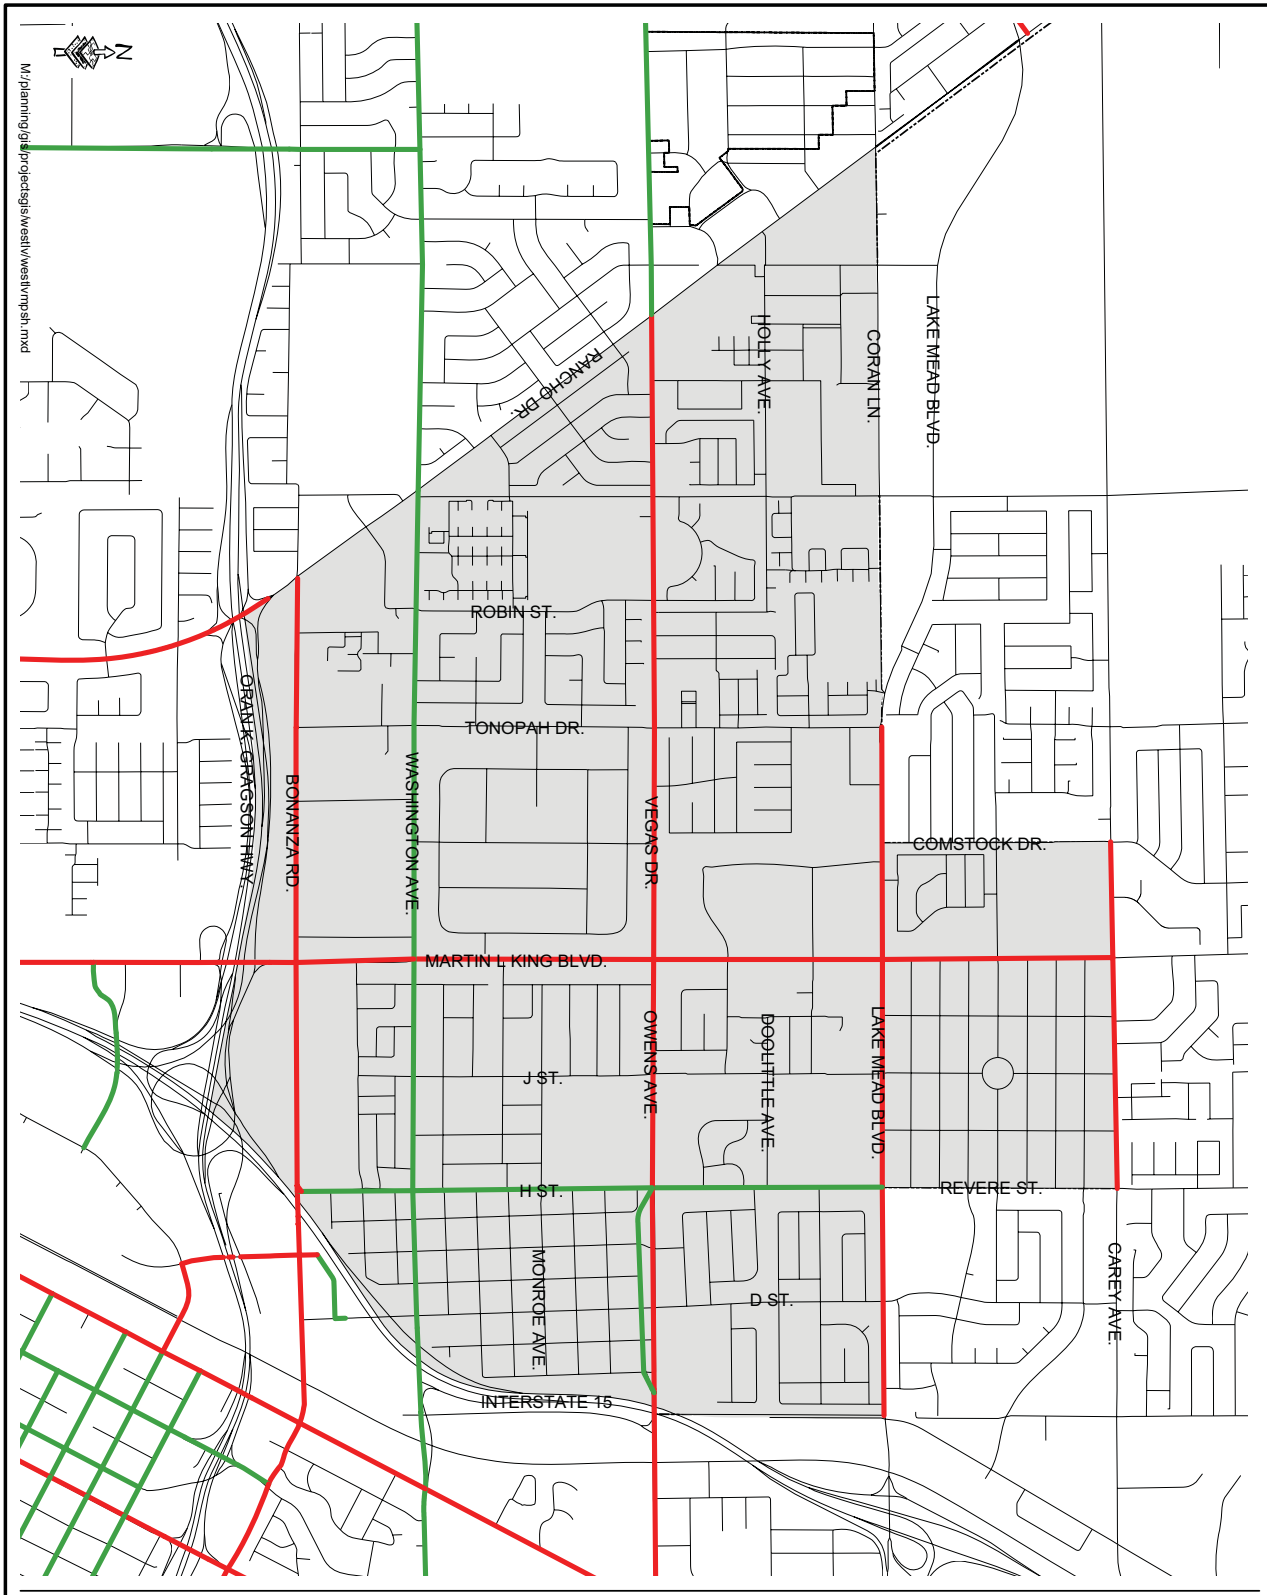 N
M:/planning/gis/projectsgis/westlv/westlvmpsh.mxd
LAKE MEAD BLVD.
HOLLY AVE.
CORAN LN.
RANCHO DR.
ROBIN ST.
ORAN K. GRAGSON HWY.
TONOPAH DR.
BONANZA RD.
WASHINGTON AVE.
VEGAS DR.
COMSTOCK DR.
MARTIN L KING BLVD.
OWENS AVE.
DOOLITTLE AVE.
LAKE MEAD BLVD.
J ST.
H ST.
REVERE ST.
MONROE AVE.
CAREY AVE.
D ST.
INTERSTATE 15